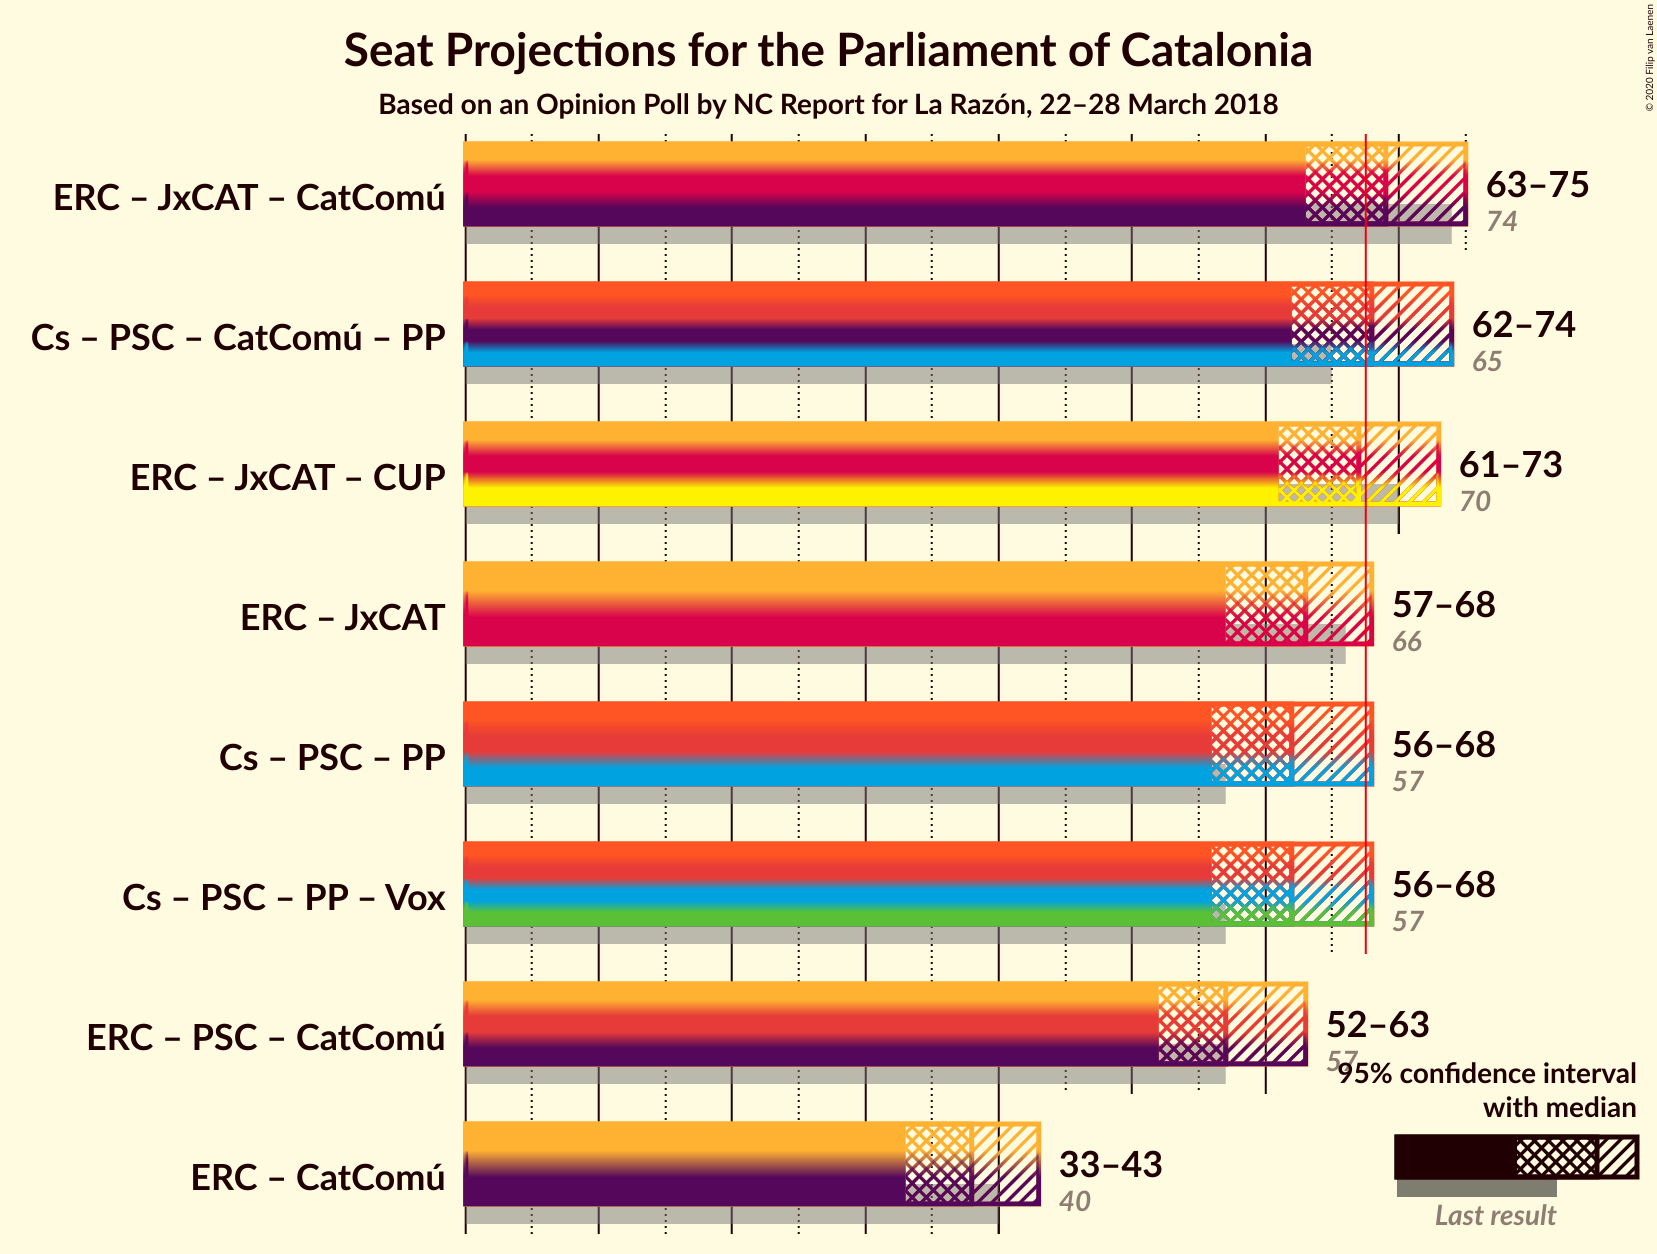 Seat Projections for the Parliament of Catalonia
Based on an Opinion Poll by NC Report for La Razón, 22–28 March 2018
© 2020 Filip van Laenen
ERC – JxCAT – CatComú
63–75
74
Cs – PSC – CatComú – PP
62–74
65
ERC – JxCAT – CUP
61–73
70
ERC – JxCAT
57–68
66
Cs – PSC – PP
56–68
57
Cs – PSC – PP – Vox
56–68
57
ERC – PSC – CatComú
52–63
57
ERC – CatComú
33–43
40
95% confidence interval
with median
Last result